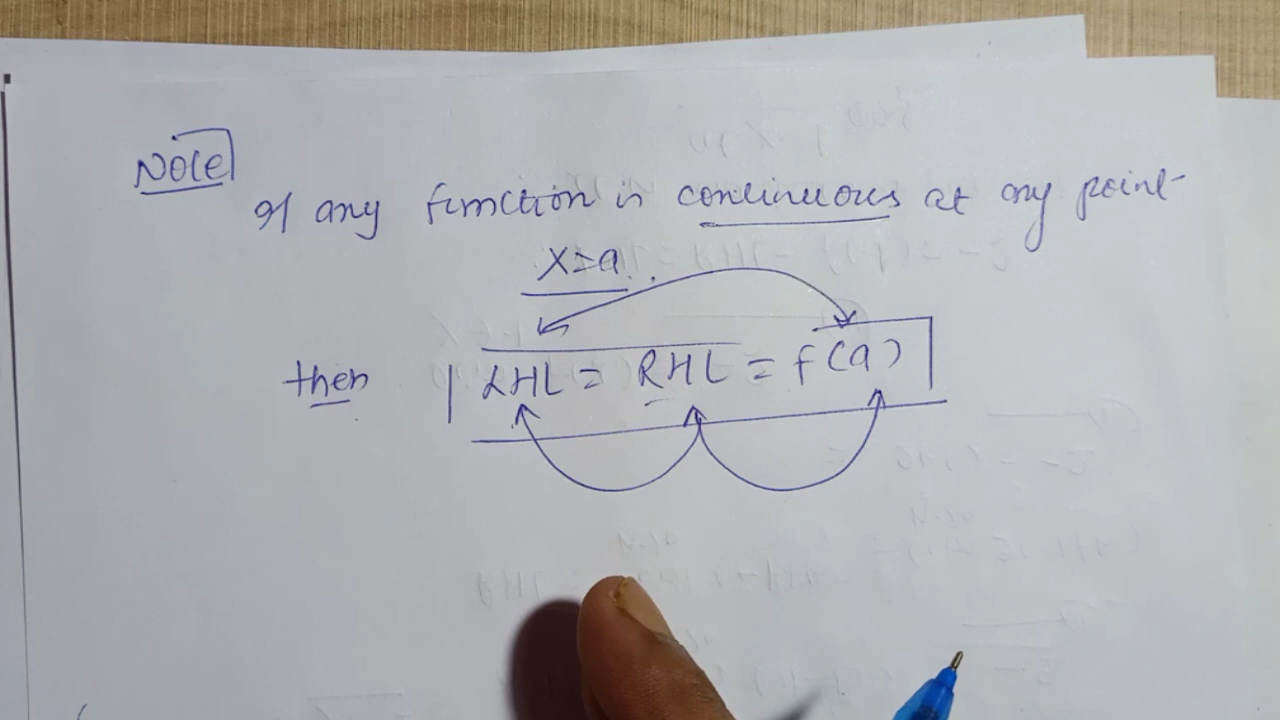 Note
If any function is continuous at any point
x=a
then LHL = RHL = f(a)